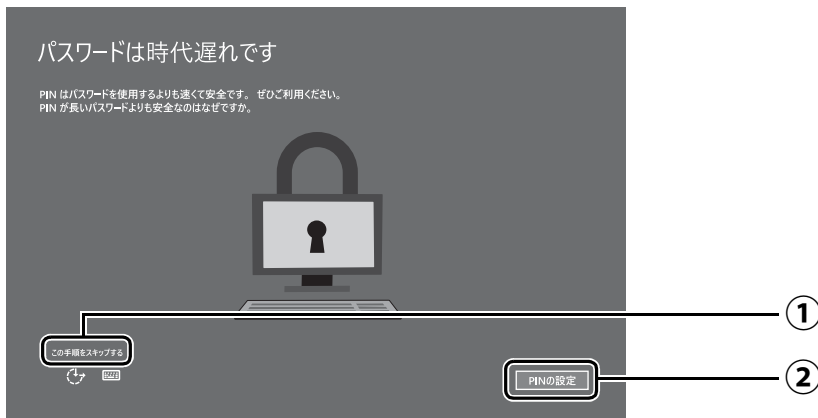 パスワードは時代遅れです
PIN はパスワードを使用するよりも速くて安全です。 ぜひご利用ください。
PIN が長いパスワードよりも安全なのはなぜですか。
①
この手順をスキップする
PINの設定
②